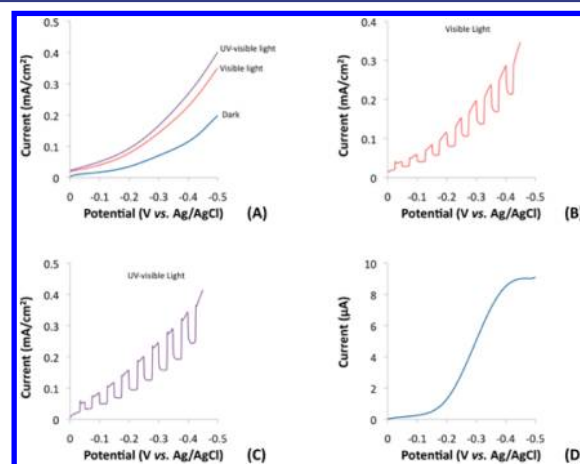 0.5
0.4
0.3
0.2
0.1
0
Current (mA/cm²)
UV-visible light
Visible light
Dark
0 -0.1 -0.2 -0.3 -0.4 -0.5
Potential (V vs. Ag/AgCl)
(A)
Visible Light
0.4
0.3
0.2
0.1
0
Current (mA/cm²)
0 -0.1 -0.2 -0.3 -0.4 -0.5
Potential (V vs. Ag/AgCl)
(B)
UV-visible Light
0.5
0.4
0.3
0.2
0.1
0
Current (mA/cm²)
0 -0.1 -0.2 -0.3 -0.4 -0.5
Potential (V vs. Ag/AgCl)
(C)
10
8
6
4
2
0
Current (μA)
0 -0.1 -0.2 -0.3 -0.4 -0.5
Potential (V vs. Ag/AgCl)
(D)